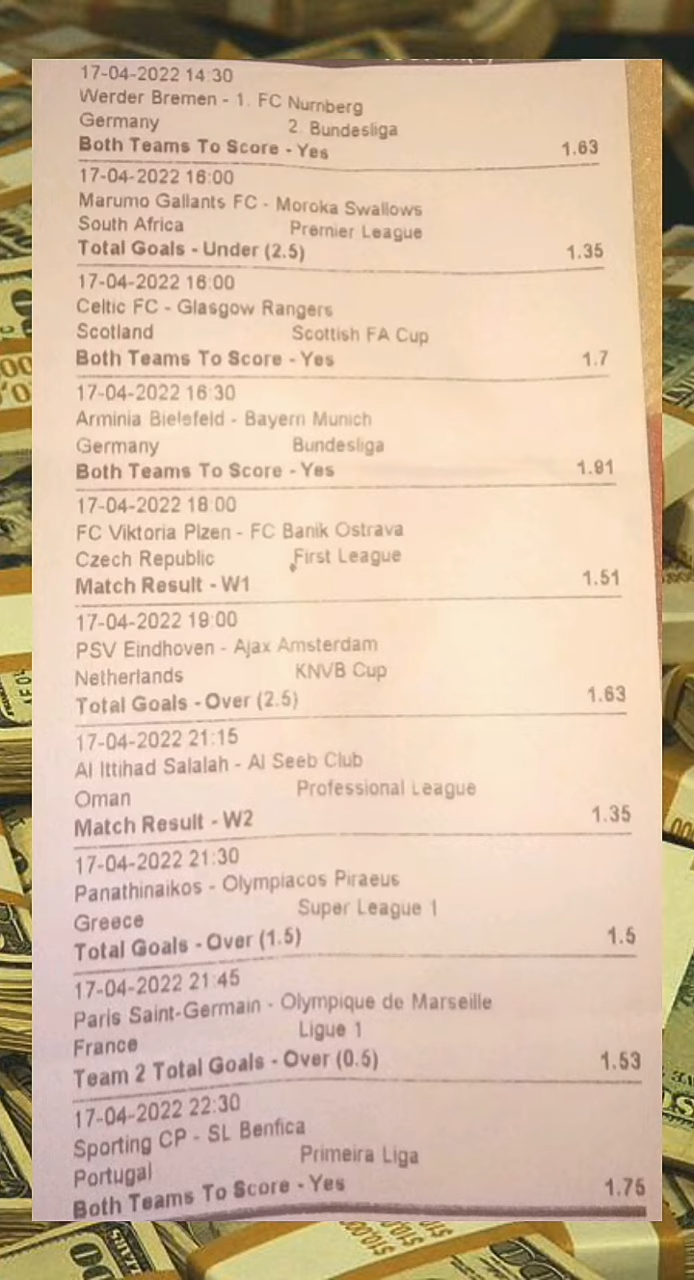 17-04-2022 14:30
Werder Bremen - 1. FC Nurnberg
Germany 2. Bundesliga
Both Teams To Score - Yes 1.63
17-04-2022 16:00
Marumo Gallants FC - Moroka Swallows
South Africa Premier League
Total Goals - Under (2.5) 1.35
17-04-2022 16:00
Celtic FC - Glasgow Rangers
Scotland Scottish FA Cup
Both Teams To Score - Yes 1.7
17-04-2022 16:30
Arminia Bielefeld - Bayern Munich
Germany Bundesliga
Both Teams To Score - Yes 1.81
17-04-2022 18:00
FC Viktoria Plzen - FC Banik Ostrava
Czech Republic First League
Match Result - W1 1.51
17-04-2022 19:00
PSV Eindhoven - Ajax Amsterdam
Netherlands KNVB Cup
Total Goals - Over (2.5) 1.63
17-04-2022 21:15
Al Ittihad Salalah - Al Seeb Club
Oman Professional League
Match Result - W2 1.35
17-04-2022 21:30
Panathinaikos - Olympiacos Piraeus
Greece Super League 1
Total Goals - Over (1.5) 1.5
17-04-2022 21:45
Paris Saint-Germain - Olympique de Marseille
France Ligue 1
Team 2 Total Goals - Over (0.5) 1.53
17-04-2022 22:30
Sporting CP - SL Benfica
Portugal Primeira Liga
Both Teams To Score - Yes 1.75